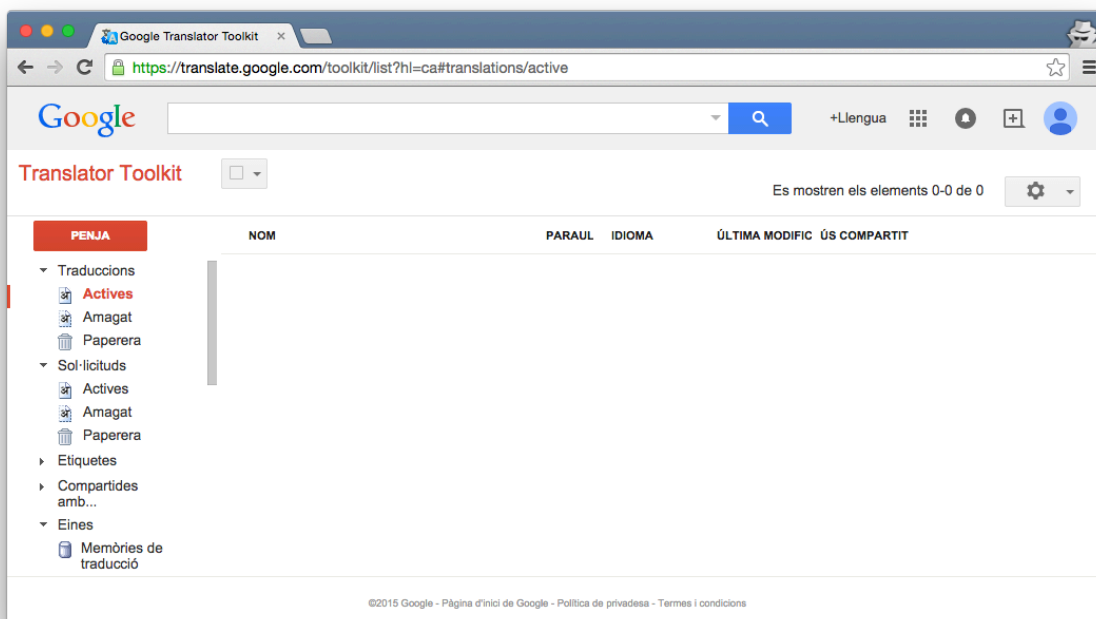 Google Translator Toolkit
https://translate.google.com/toolkit/list?hl=ca#translations/active
Google
+Llengua
Translator Toolkit
Es mostren els elements 0-0 de 0
PENJA
NOM PARAUL IDIOMA ÚLTIMA MODIFIC ÚS COMPARTIT
Traduccions
Actives
Amagat
Paperera
Sol·licituds
Actives
Amagat
Paperera
Etiquetes
Compartides
amb...
Eines
Memòries de
traducció
©2015 Google - Pàgina d'inici de Google - Política de privadesa - Termes i condicions